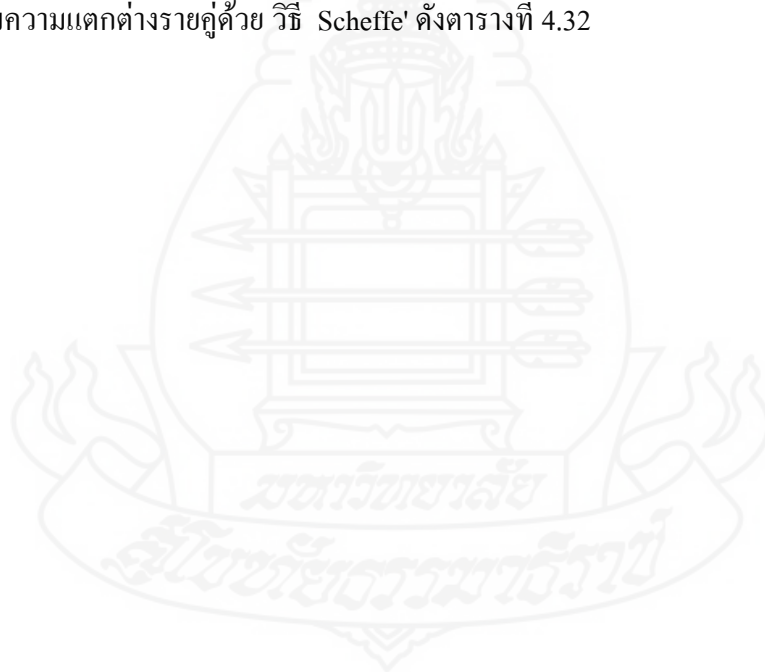 ความแตกต่างรายคู่ด้วย วิธี Scheffe' ดังตารางที่ 4.32
มหาวิทยาลัย
สุโขทัยธรรมาธิราช